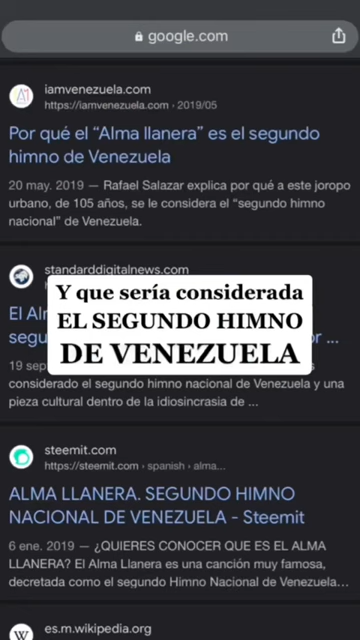 google.com
iamvenezuela.com
https://iamvenezuela.com › 2019/05
Por qué el “Alma llanera” es el segundo
himno de Venezuela
20 may. 2019 — Rafael Salazar explica por qué a este joropo
urbano, de 105 años, se le considera el “segundo himno
nacional” de Venezuela.
standarddigitalnews.com
Y que sería considerada
EL SEGUNDO HIMNO
DE VENEZUELA
El Al
segu
...
19 sep
considerado el segundo himno nacional de Venezuela y una
pieza cultural dentro de la idiosincrasia de ...
steemit.com
https://steemit.com › spanish › alma...
ALMA LLANERA. SEGUNDO HIMNO
NACIONAL DE VENEZUELA - Steemit
6 ene. 2019 — ¿QUIERES CONOCER QUE ES EL ALMA
LLANERA? El Alma Llanera es una canción muy famosa,
decretada como el segundo Himno Nacional de Venezuela...
W
es.m.wikipedia.org